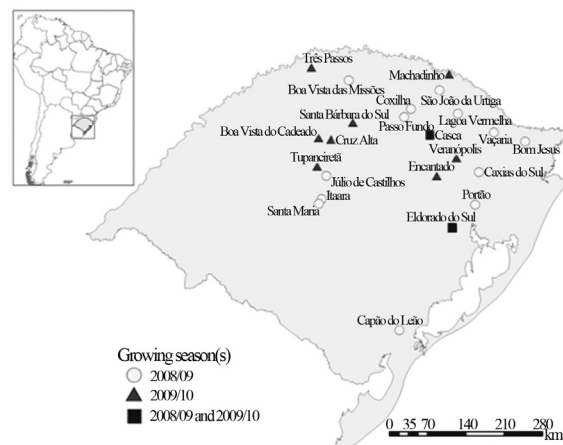 Três Passos
Machadinho
Boa Vista das Missões
São João da Urtiga
Coxilha
Santa Bárbara do Sul
Lagoa Vermelha
Passo Fundo
Boa Vista do Cadeado
Cruz Alta
Casca
Vaçaria
Bom Jesus
Veranópolis
Tupanciretã
Encantado
Caxias do Sul
Júlio de Castilhos
Itaara
Portão
Santa Maria
Eldorado do Sul
Capão do Leão
Growing season(s)
2008/09
2009/10
2008/09 and 2009/10
0 35 70 140 210 280
km